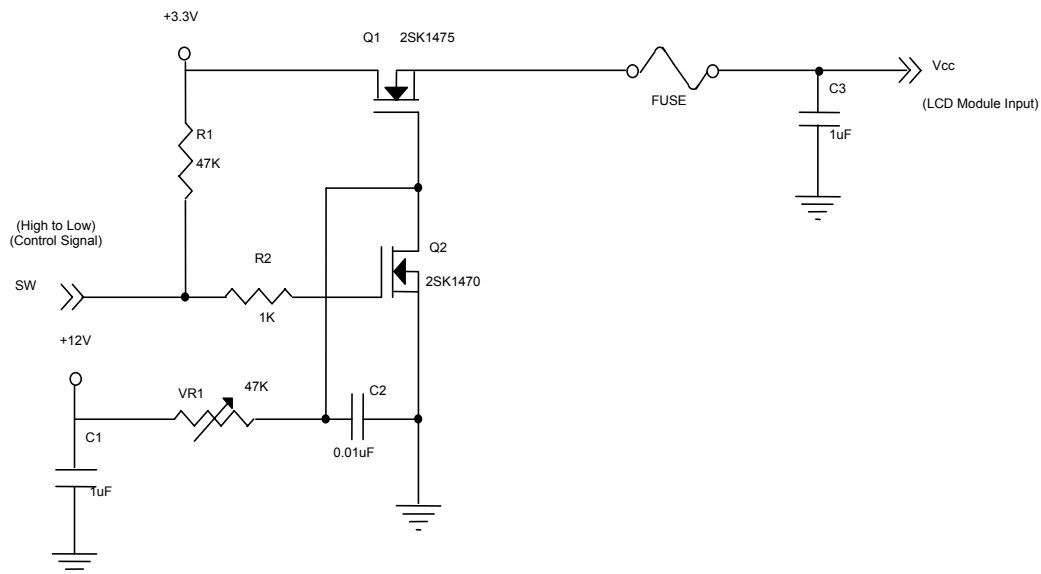 +3.3V
Q1 2SK1475
Vcc
(LCD Module Input)
FUSE
C3
1uF
R1
47K
(High to Low)
(Control Signal)
SW
R2
1K
Q2
2SK1470
+12V
VR1
47K
C1
1uF
C2
0.01uF